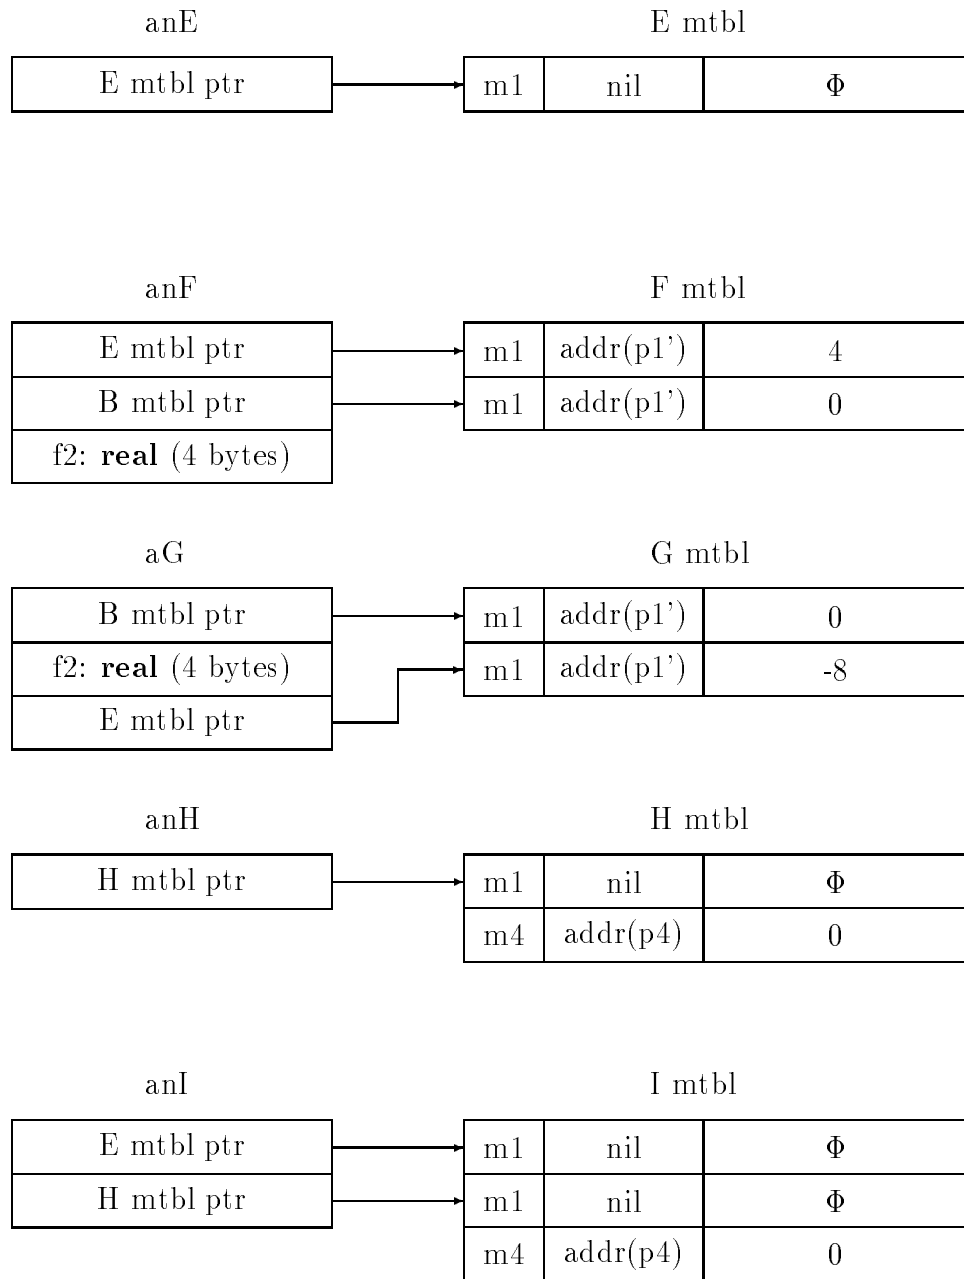 anE E mtbl
E mtbl ptr m1 nil Φ
anF F mtbl
E mtbl ptr m1 addr(p1') 4
B mtbl ptr m1 addr(p1') 0
f2: real (4 bytes)
aG G mtbl
B mtbl ptr m1 addr(p1') 0
f2: real (4 bytes) m1 addr(p1') -8
E mtbl ptr
anH H mtbl
H mtbl ptr m1 nil Φ
m4 addr(p4) 0
anI I mtbl
E mtbl ptr m1 nil Φ
H mtbl ptr m1 nil Φ
m4 addr(p4) 0